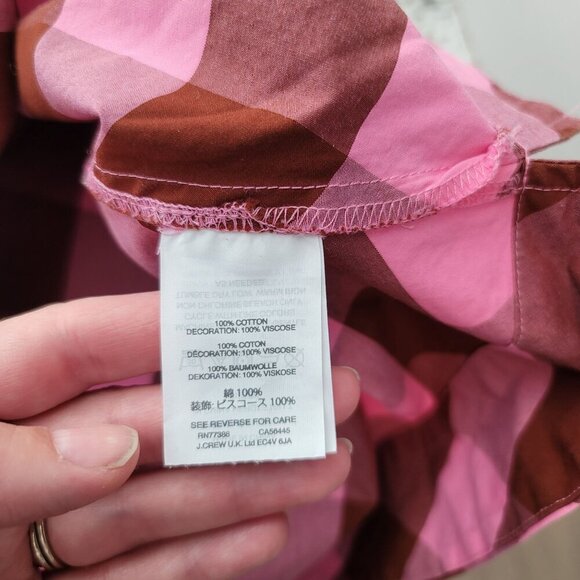 100% COTTON
DECORATION: 100% VISCOSE
100% COTON
DÉCORATION: 100% VISCOSE
100% BAUMWOLLE
DEKORATION: 100% VISKOSE
綿 100%
装飾: ビスコース 100%
SEE REVERSE FOR CARE
RN77388 CA56445
J.CREW U.K. Ltd EC4V 6JA